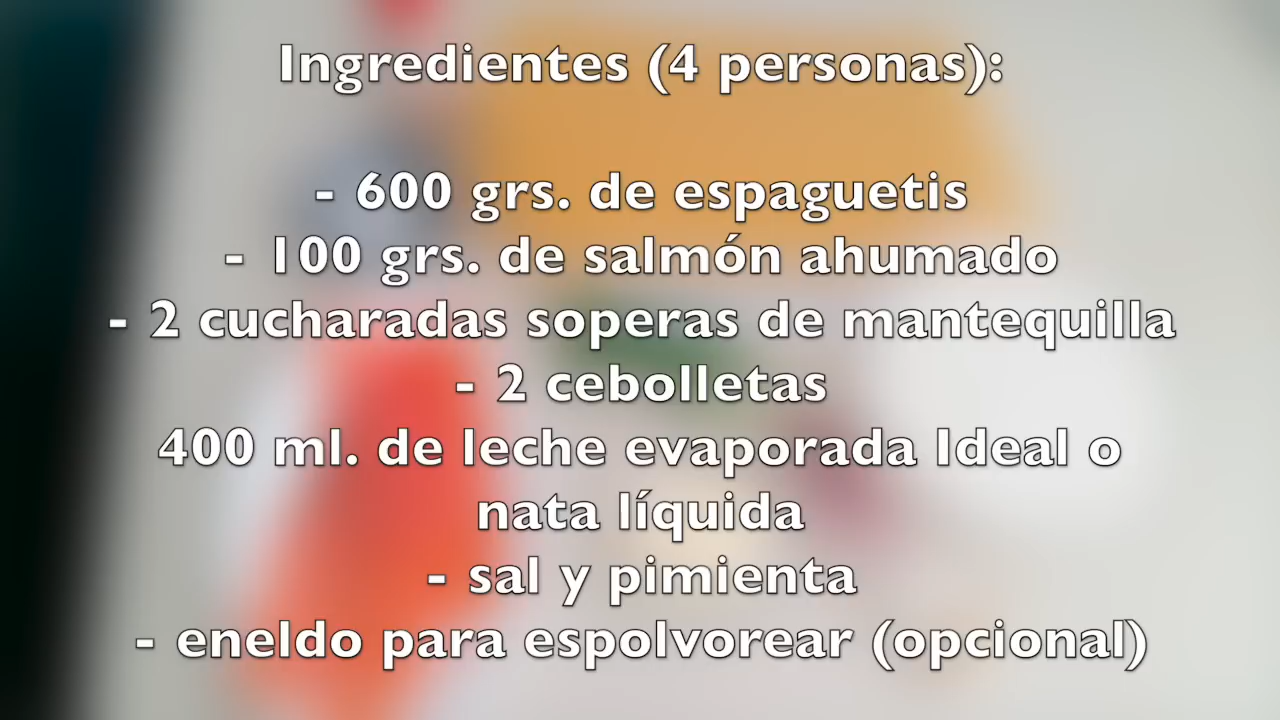 Ingredientes (4 personas):
- 600 grs. de espaguetis
- 100 grs. de salmón ahumado
- 2 cucharadas soperas de mantequilla
- 2 cebolletas
400 ml. de leche evaporada Ideal o
nata líquida
- sal y pimienta
- eneldo para espolvorear (opcional)